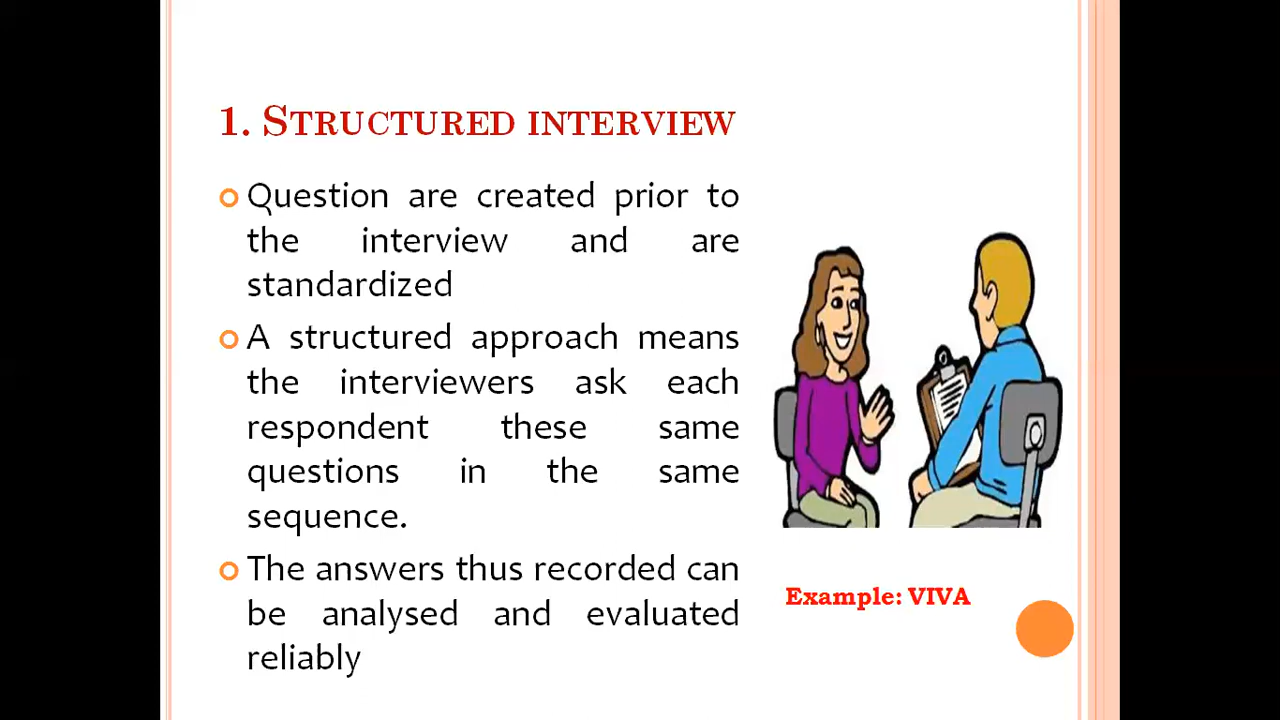 1. STRUCTURED INTERVIEW
Question are created prior to
the interview and are
standardized
A structured approach means
the interviewers ask each
respondent these same
questions in the same
sequence.
The answers thus recorded can
be analysed and evaluated
reliably
Example: VIVA